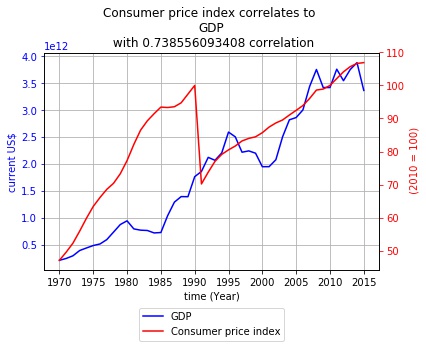 Consumer price index correlates to
GDP
with 0.738556093408 correlation
1e12
4.0
3.5
3.0
2.5
2.0
1.5
1.0
0.5
current US$
110
100
90
80
70
60
50
(2010 = 100)
1970 1975 1980 1985 1990 1995 2000 2005 2010 2015
time (Year)
GDP
Consumer price index